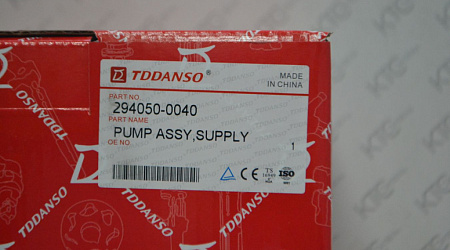 TDDANSO
MADE
IN CHINA
PART NO
294050-0040
PART NAME
PUMP ASSY,SUPPLY
OE NO
1
CE
ISO
TDDANSO
TDDANSO
TDDANSO